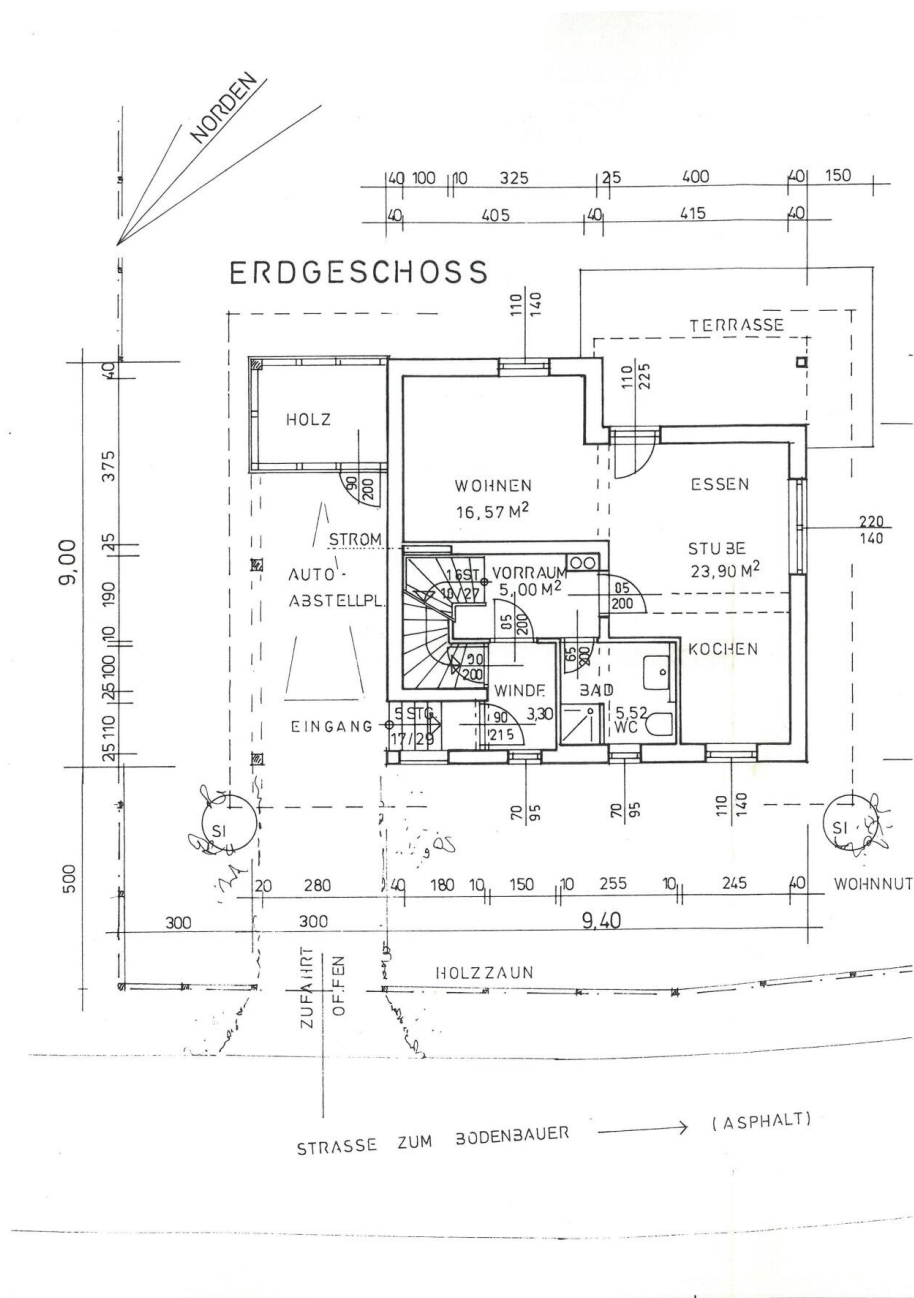 NORDEN
40 100 10 325 25 400 40 150
40 405 40 415 40
ERDGESCHOSS
110
140
TERRASSE
110
225
40
HOLZ
375
90
200
WOHNEN
16,57 M²
ESSEN
220
140
STROM
25
STUBE
23,90 M²
9,00
AUTO-
ABSTELLPL.
16 ST
18/27
VORRAUM
5,00 M²
190
85
200
85
200
10
KOCHEN
100
90
200
65
200
WINDF.
3,30
BAD
5,52
WC
25
EINGANG
5 STG
17/29
90
215
110
25
70
95
70
95
110
140
SI
SI
500
20 280 40 180 10 150 10 255 10 245 40
WOHNNUT
300 300 9,40
ZUFAHRT
OFFEN
HOLZZAUN
STRASSE ZUM BODENBAUER (ASPHALT)